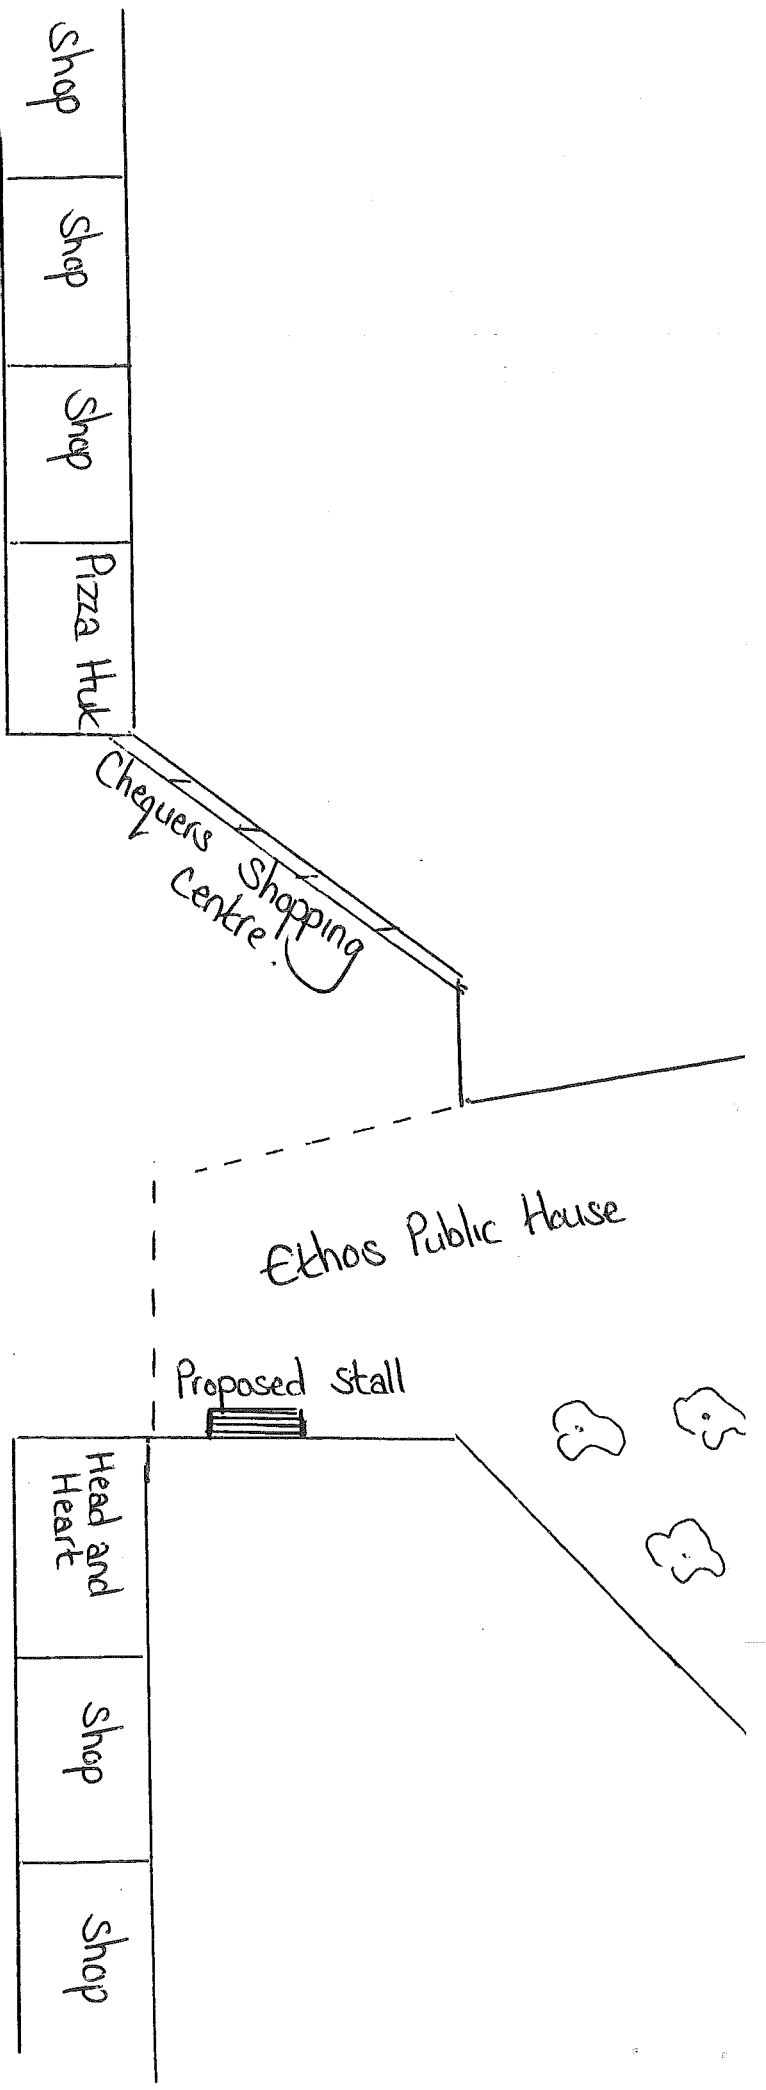 Shop
Shop
Shop
Pizza Hut
Chequers Shopping
Centre.
Ethos Public House
Proposed Stall
Head and
Heart
Shop
Shop